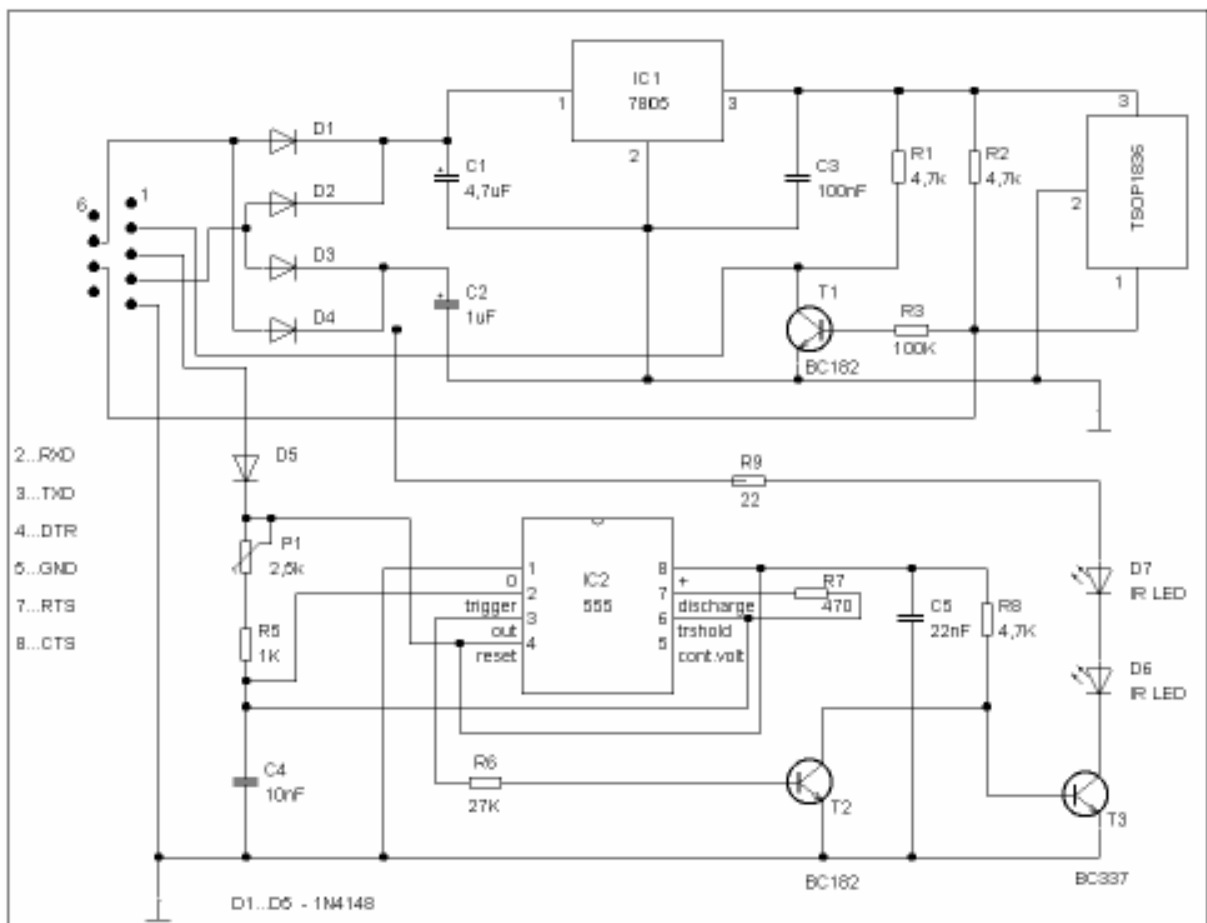 IC1
7805
1
3
2
D1
D2
D3
D4
6
1
C1
4,7uF
C2
1uF
C3
100nF
R1
4,7k
R2
4,7k
3
2
1
TSOP1836
T1
BC182
R3
100K
2...RXD
3...TXD
4...DTR
5...GND
7...RTS
8...CTS
D5
P1
2,5k
R5
1K
C4
10nF
R9
22
IC2
555
1
0
2
trigger
3
out
4
reset
8
+
7
discharge
6
trshold
5
cont.volt
R7
470
C5
22nF
R8
4,7K
D7
IR LED
D6
IR LED
R6
27K
T2
BC182
T3
BC337
D1...D5 - 1N4148